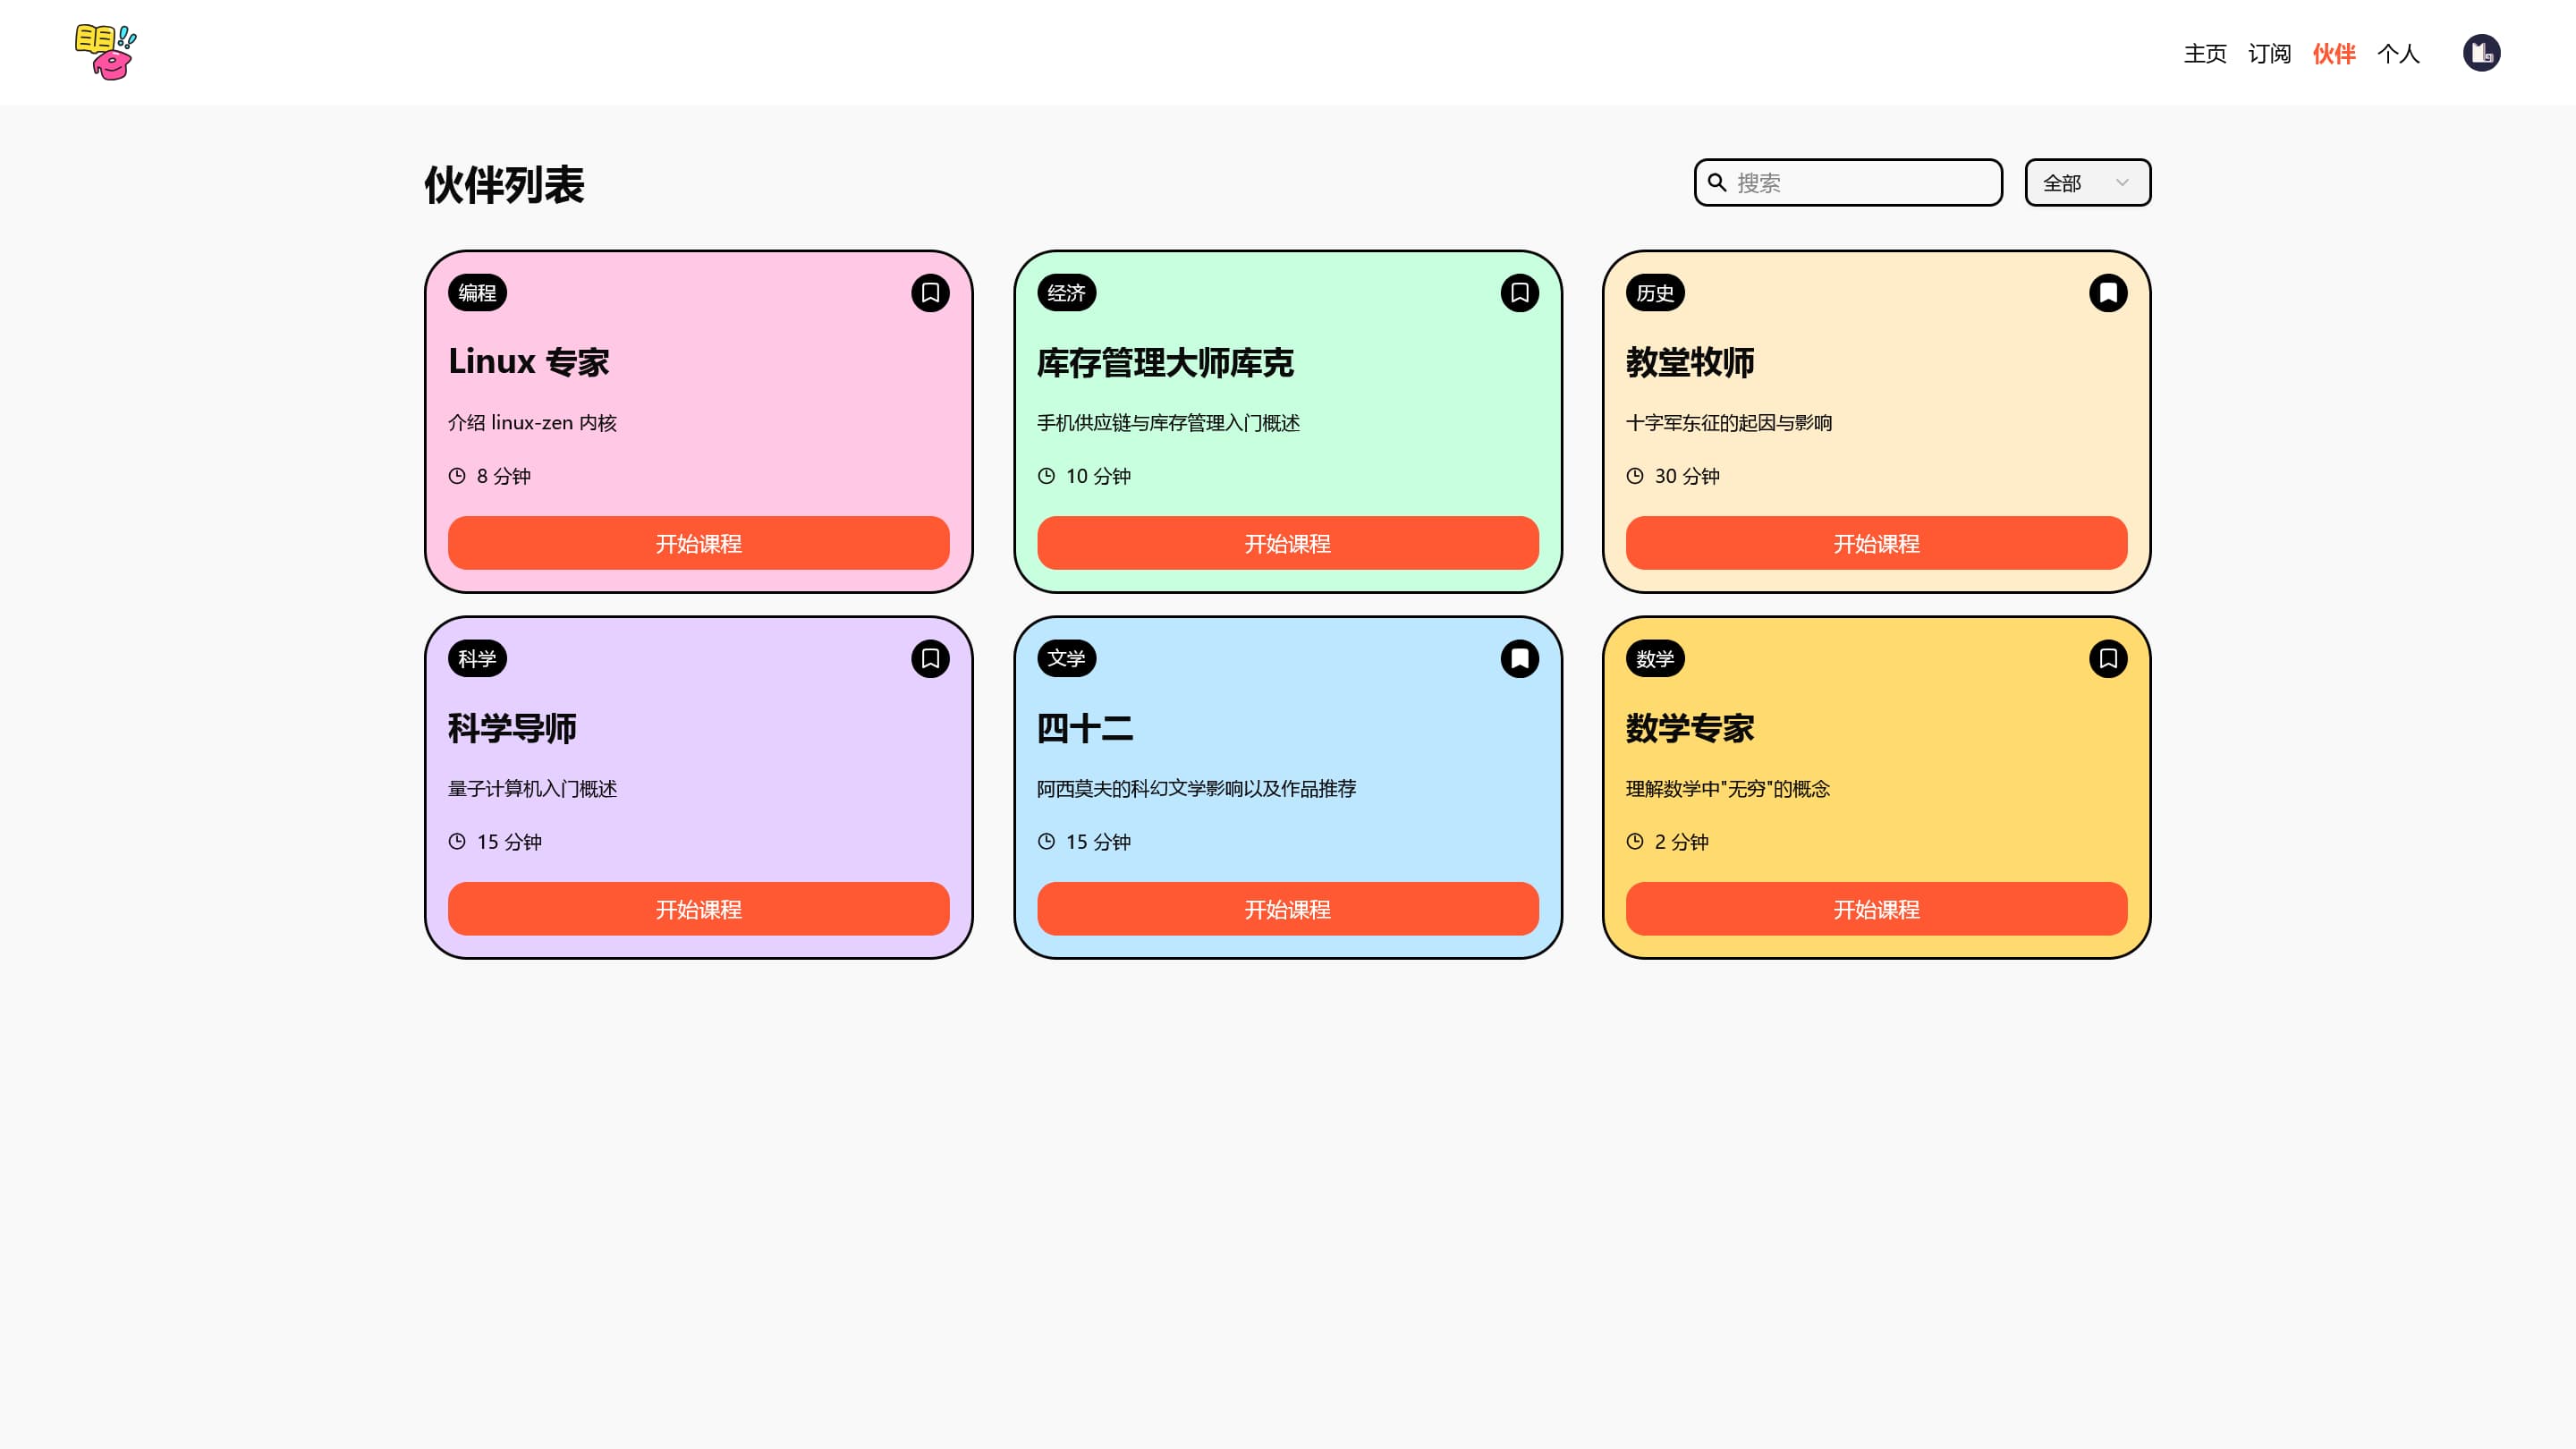 主页 订阅 伙伴 个人
伙伴列表
搜索
全部
编程
Linux 专家
介绍 linux-zen 内核
8 分钟
开始课程
经济
库存管理大师库克
手机供应链与库存管理入门概述
10 分钟
开始课程
历史
教堂牧师
十字军东征的起因与影响
30 分钟
开始课程
科学
科学导师
量子计算机入门概述
15 分钟
开始课程
文学
四十二
阿西莫夫的科幻文学影响以及作品推荐
15 分钟
开始课程
数学
数学专家
理解数学中"无穷"的概念
2 分钟
开始课程